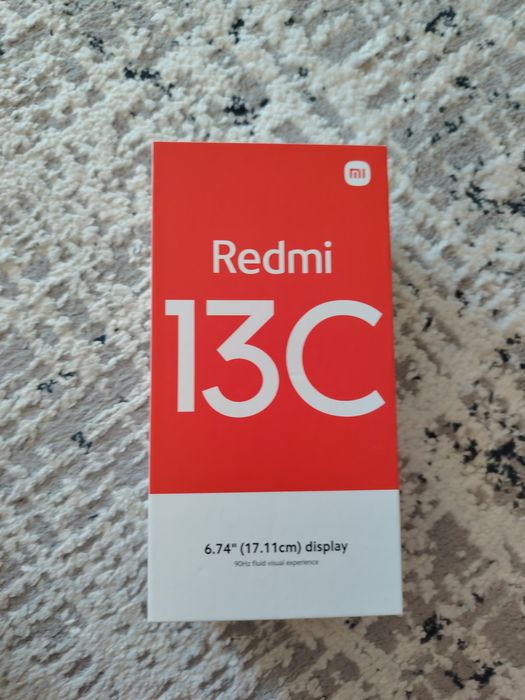 mi
Redmi
13C
6.74" (17.11cm) display
90Hz fluid visual experience